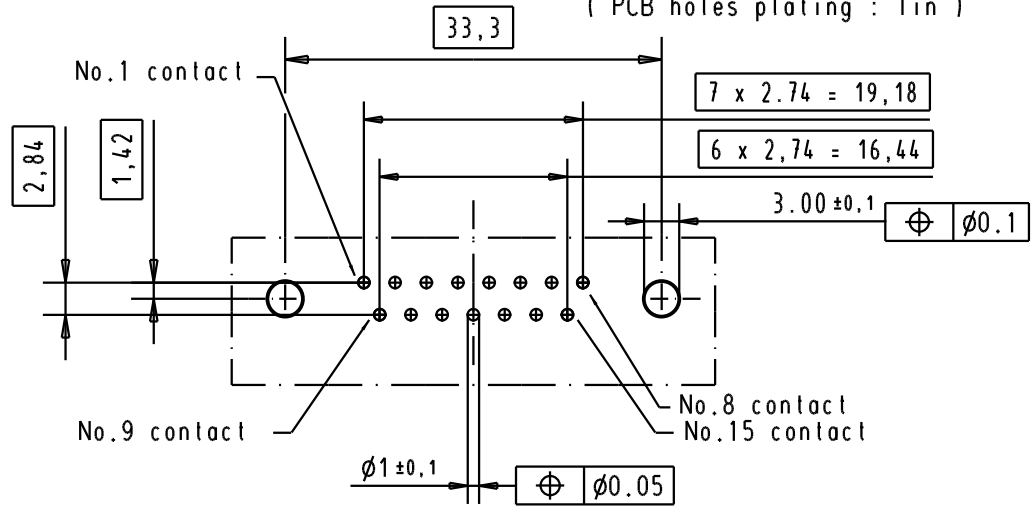 ( PCB holes plating : Tin )
33,3
No.1 contact
7 x 2.74 = 19,18
2,84
1,42
6 x 2,74 = 16,44
3.00 ±0,1
⌖ Ø0.1
No.8 contact
No.9 contact
No.15 contact
Ø1 ±0,1
⌖ Ø0.05